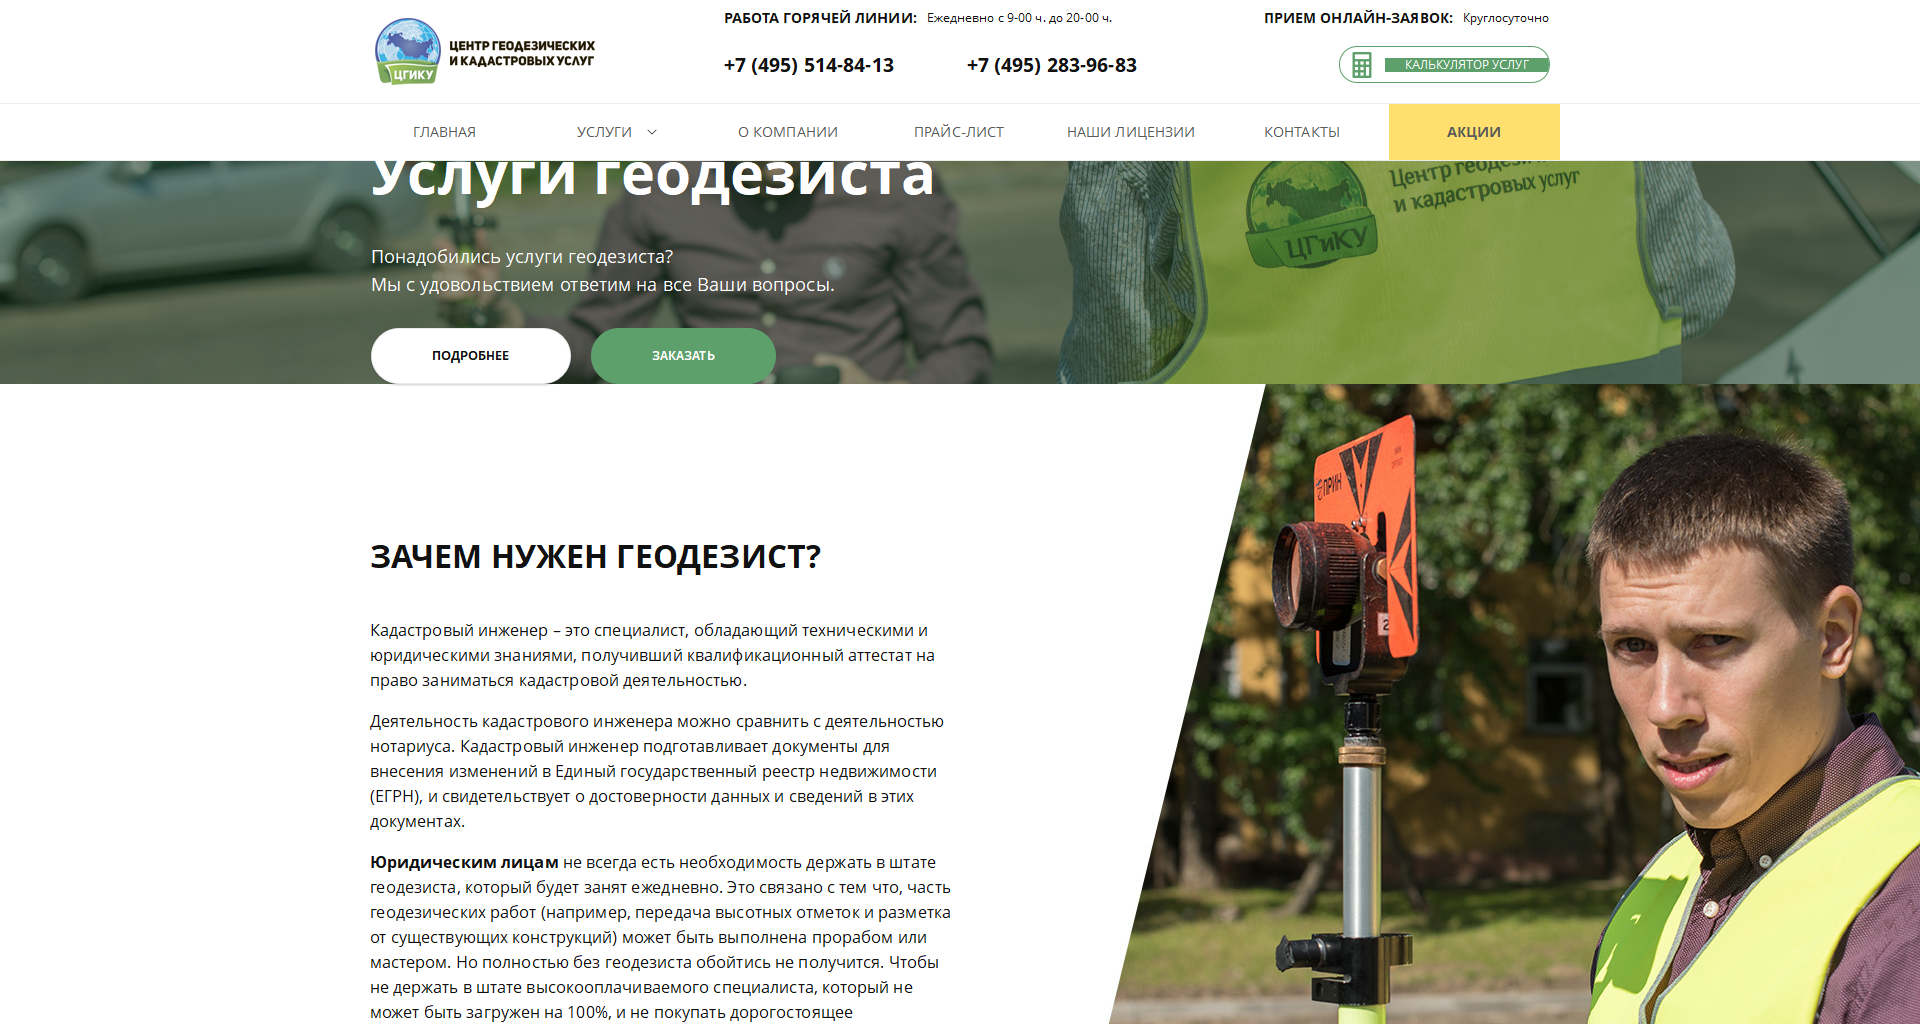 ЦЕНТР ГЕОДЕЗИЧЕСКИХ
И КАДАСТРОВЫХ УСЛУГ
ЦГИКУ
РАБОТА ГОРЯЧЕЙ ЛИНИИ: Ежедневно с 9-00 ч. до 20-00 ч.
+7 (495) 514-84-13 +7 (495) 283-96-83
ПРИЕМ ОНЛАЙН-ЗАЯВОК: Круглосуточно
КАЛЬКУЛЯТОР УСЛУГ
ГЛАВНАЯ УСЛУГИ О КОМПАНИИ ПРАЙС-ЛИСТ НАШИ ЛИЦЕНЗИИ КОНТАКТЫ АКЦИИ
Услуги геодезиста
Понадобились услуги геодезиста?
Мы с удовольствием ответим на все Ваши вопросы.
ПОДРОБНЕЕ ЗАКАЗАТЬ
Центр геодезических
и кадастровых услуг
ЦГиКУ
ЗАЧЕМ НУЖЕН ГЕОДЕЗИСТ?
Кадастровый инженер – это специалист, обладающий техническими и
юридическими знаниями, получивший квалификационный аттестат на
право заниматься кадастровой деятельностью.
Деятельность кадастрового инженера можно сравнить с деятельностью
нотариуса. Кадастровый инженер подготавливает документы для
внесения изменений в Единый государственный реестр недвижимости
(ЕГРН), и свидетельствует о достоверности данных и сведений в этих
документах.
Юридическим лицам не всегда есть необходимость держать в штате
геодезиста, который будет занят ежедневно. Это связано с тем что, часть
геодезических работ (например, передача высотных отметок и разметка
от существующих конструкций) может быть выполнена прорабом или
мастером. Но полностью без геодезиста обойтись не получится. Чтобы
не держать в штате высокооплачиваемого специалиста, который не
может быть загружен на 100%, и не покупать дорогостоящее
ПРИН
2